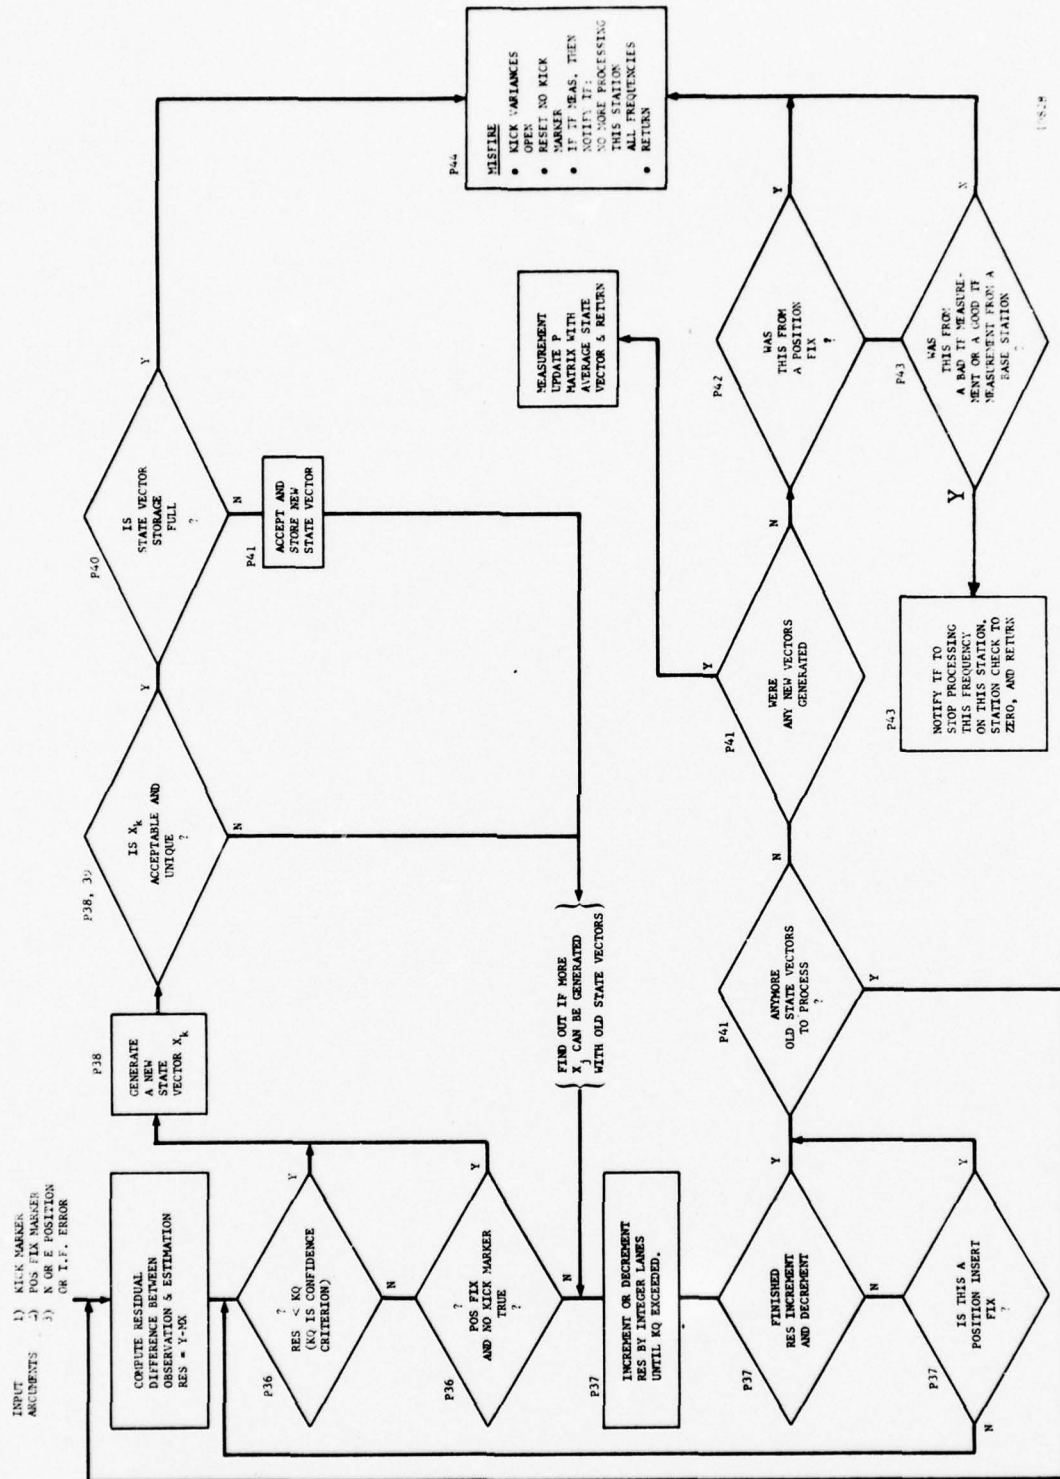 INPUT
ARGUMENTS
1) KICK MARKER
2) POS FIX MARKER
3) N OR E POSITION
OR T.F. ERROR
COMPUTE RESIDUAL
DIFFERENCE BETWEEN
OBSERVATION & ESTIMATION
RES = Y-MX
P36
?
RES < KQ
(KQ IS CONFIDENCE
CRITERION)
Y
N
P36
?
POS FIX
AND NO KICK MARKER
TRUE
?
Y
N
P38
GENERATE
A NEW
STATE
VECTOR Xk
P38, 39
IS Xk
ACCEPTABLE AND
UNIQUE
?
Y
N
P40
IS
STATE VECTOR
STORAGE
FULL
?
Y
N
P41
ACCEPT AND
STORE NEW
STATE VECTOR
P44
MISFIRE
• KICK VARIANCES
OPEN
• RESET NO KICK
MARKER
• IF TF MEAS, THEN
NOTIFY TF:
NO MORE PROCESSING
THIS STATION
ALL FREQUENCIES
• RETURN
{FIND OUT IF MORE
Xj CAN BE GENERATED
WITH OLD STATE VECTORS}
P37
INCREMENT OR DECREMENT
RES BY INTEGER LANES
UNTIL KQ EXCEEDED.
P37
FINISHED
RES INCREMENT
AND DECREMENT
Y
N
P37
IS THIS A
POSITION INSERT
FIX
?
Y
N
P41
ANYMORE
OLD STATE VECTORS
TO PROCESS
?
N
Y
P41
WERE
ANY NEW VECTORS
GENERATED
Y
N
MEASUREMENT
UPDATE P
MATRIX WITH
AVERAGE STATE
VECTOR & RETURN
P42
WAS
THIS FROM
A POSITION
FIX
?
Y
P43
WAS
THIS FROM
A BAD TF MEASURE-
MENT OR A GOOD TF
MEASUREMENT FROM A
BASE STATION
?
N
Y
P43
NOTIFY TF TO
STOP PROCESSING
THIS FREQUENCY
ON THIS STATION,
STATION CHECK TO
ZERO, AND RETURN